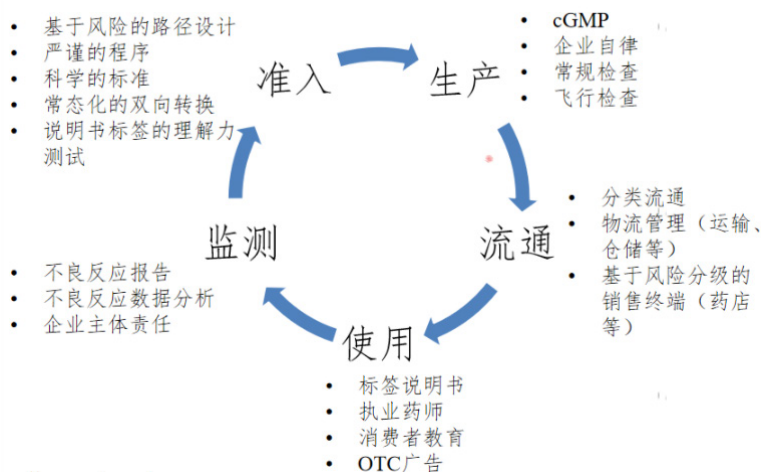 准入
• 基于风险的路径设计
• 严谨的程序
• 科学的标准
• 常态化的双向转换
• 说明书标签的理解力
测试
生产
• cGMP
• 企业自律
• 常规检查
• 飞行检查
流通
• 分类流通
• 物流管理（运输、
仓储等）
• 基于风险分级的
销售终端（药店
等）
使用
• 标签说明书
• 执业药师
• 消费者教育
• OTC广告
监测
• 不良反应报告
• 不良反应数据分析
• 企业主体责任